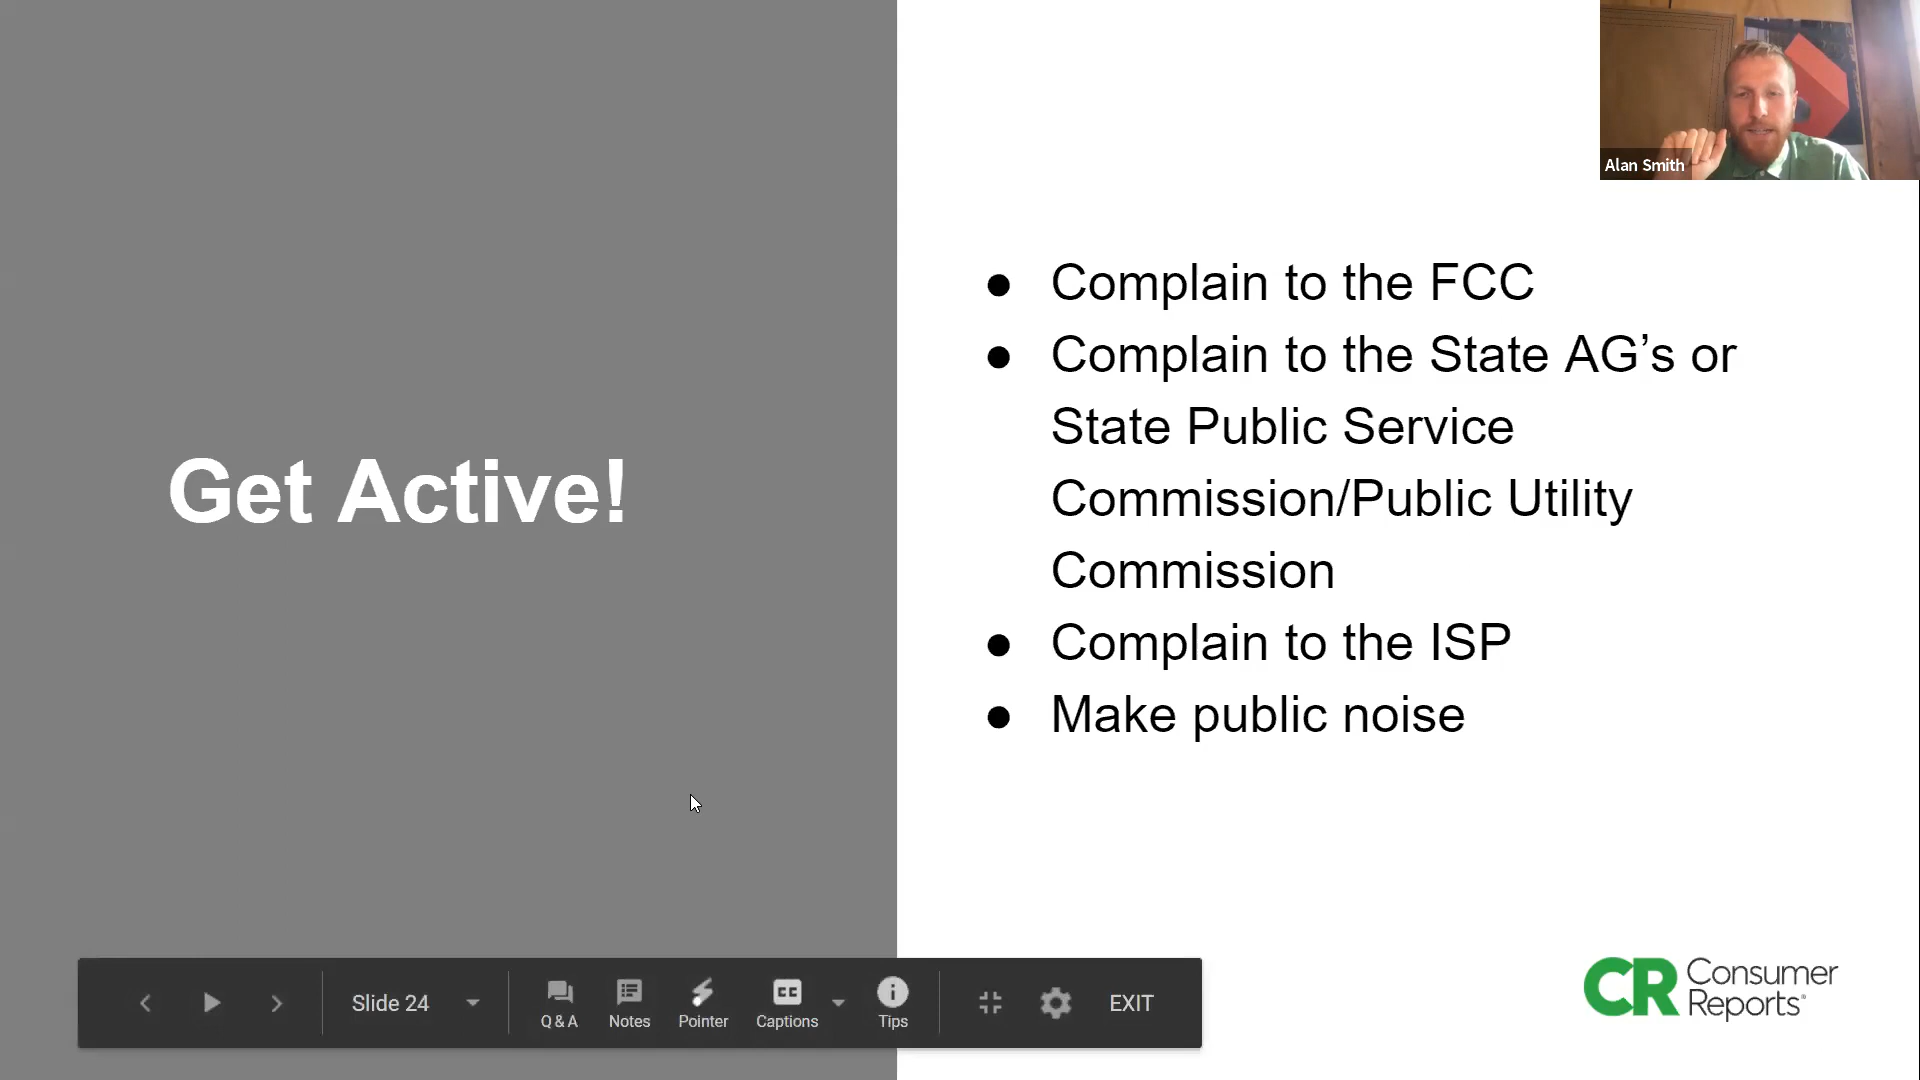 Alan Smith
Get Active!
● Complain to the FCC
● Complain to the State AG’s or
State Public Service
Commission/Public Utility
Commission
● Complain to the ISP
● Make public noise
Slide 24
Q & A
Notes
Pointer
CC
Captions
Tips
EXIT
CR Consumer
Reports®